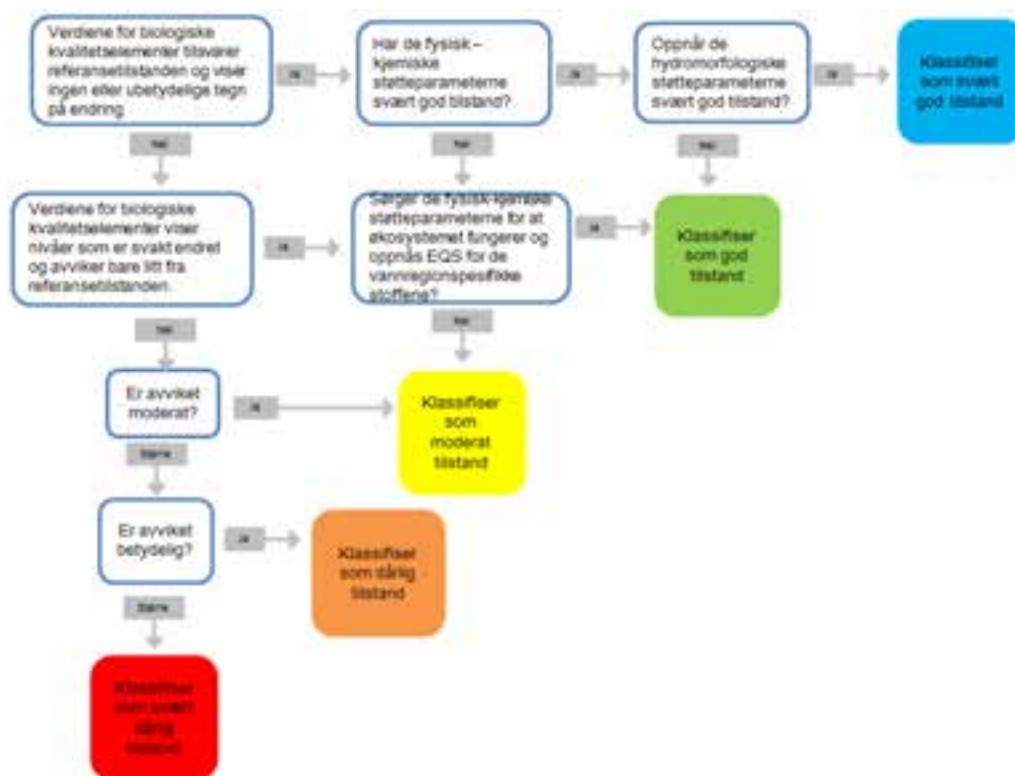 Verdiene for biologiske
kvalitetselementer tilsvarer
referansetilstanden og viser
ingen eller ubetydelige tegn
på endring
Ja
Har de fysisk –
kjemiske
støtteparameterne
svært god tilstand?
Ja
Oppnår de
hydromorfologiske
støtteparameterne
svært god tilstand?
Ja
Klassifiser
som svært
god tilstand
Nei
Nei
Nei
Verdiene for biologiske
kvalitetselementer viser
nivåer som er svakt endret
og avviker bare litt fra
referansetilstanden.
Ja
Sørger de fysisk-kjemiske
støtteparameterne for at
økosystemet fungerer og
oppnås EQS for de
vannregionspesifikke
stoffene?
Ja
Klassifiser
som god
tilstand
Nei
Nei
Er avviket
moderat?
Ja
Klassifiser
som
moderat
tilstand
Større
Er avviket
betydelig?
Ja
Klassifiser
som dårlig
tilstand
Større
Klassifiser
som svært
dårlig
tilstand